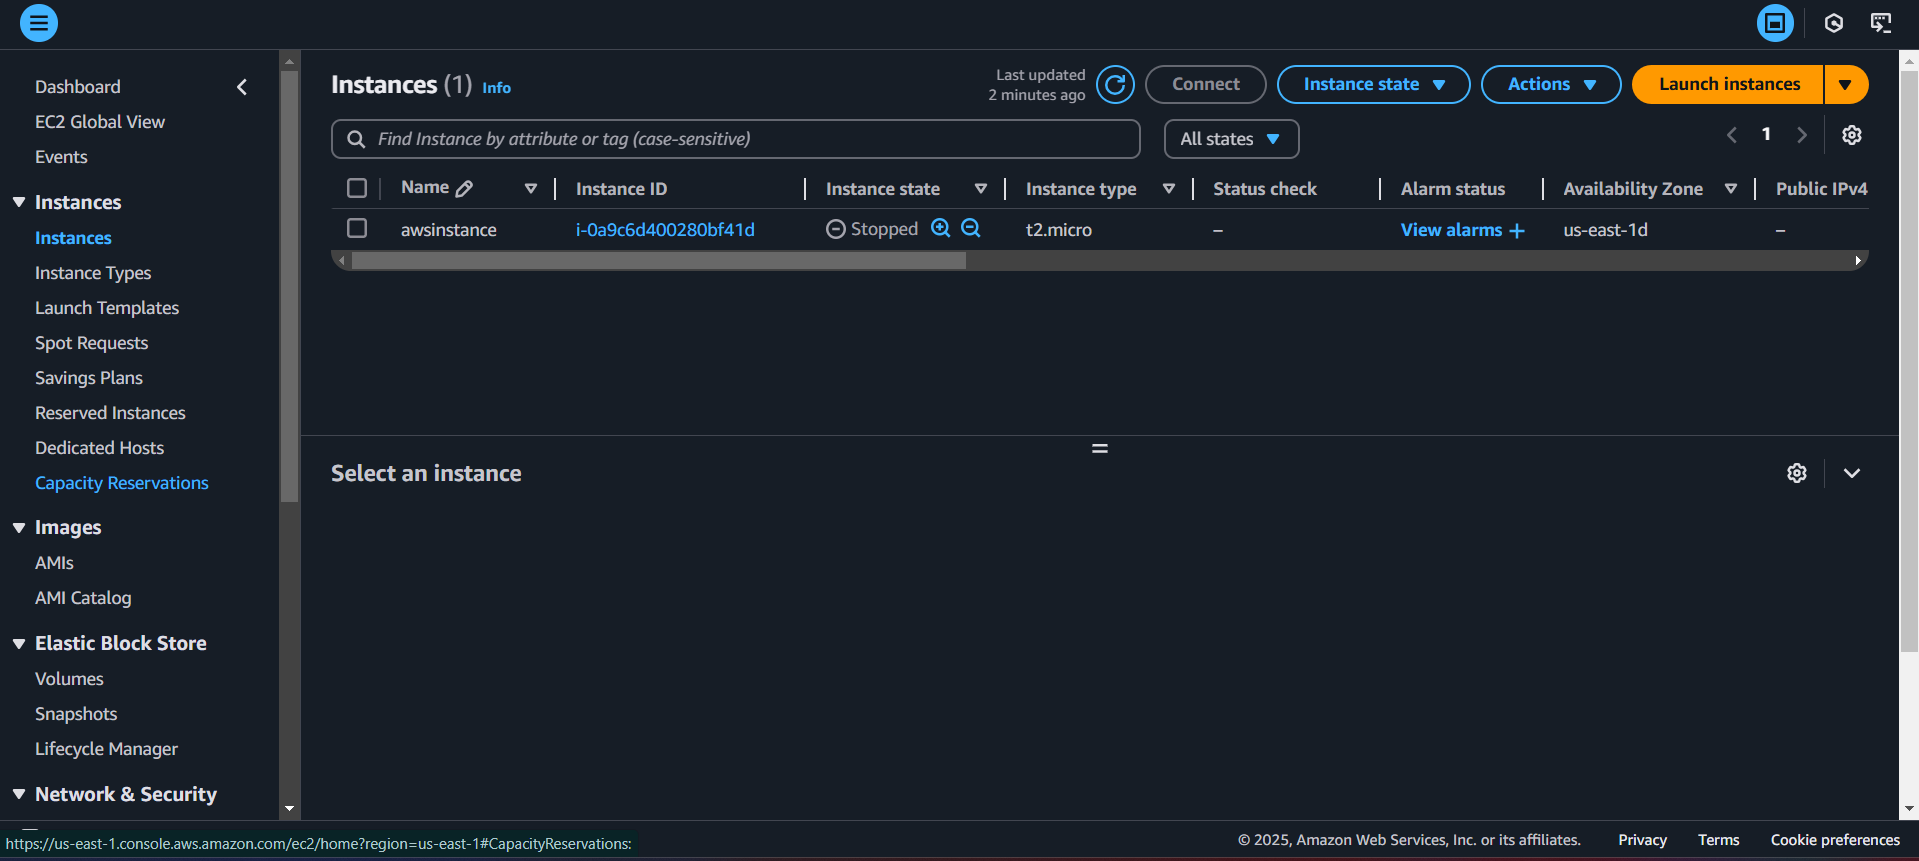 Dashboard
EC2 Global View
Events
Instances
Instances
Instance Types
Launch Templates
Spot Requests
Savings Plans
Reserved Instances
Dedicated Hosts
Capacity Reservations
Images
AMIs
AMI Catalog
Elastic Block Store
Volumes
Snapshots
Lifecycle Manager
Network & Security
Instances (1) Info
Last updated
2 minutes ago
Connect
Instance state
Actions
Launch instances
Find Instance by attribute or tag (case-sensitive)
All states
1
Name Instance ID Instance state Instance type Status check Alarm status Availability Zone Public IPv4
awsinstance i-0a9c6d400280bf41d Stopped t2.micro – View alarms + us-east-1d –
Select an instance
https://us-east-1.console.aws.amazon.com/ec2/home?region=us-east-1#CapacityReservations:
© 2025, Amazon Web Services, Inc. or its affiliates. Privacy Terms Cookie preferences